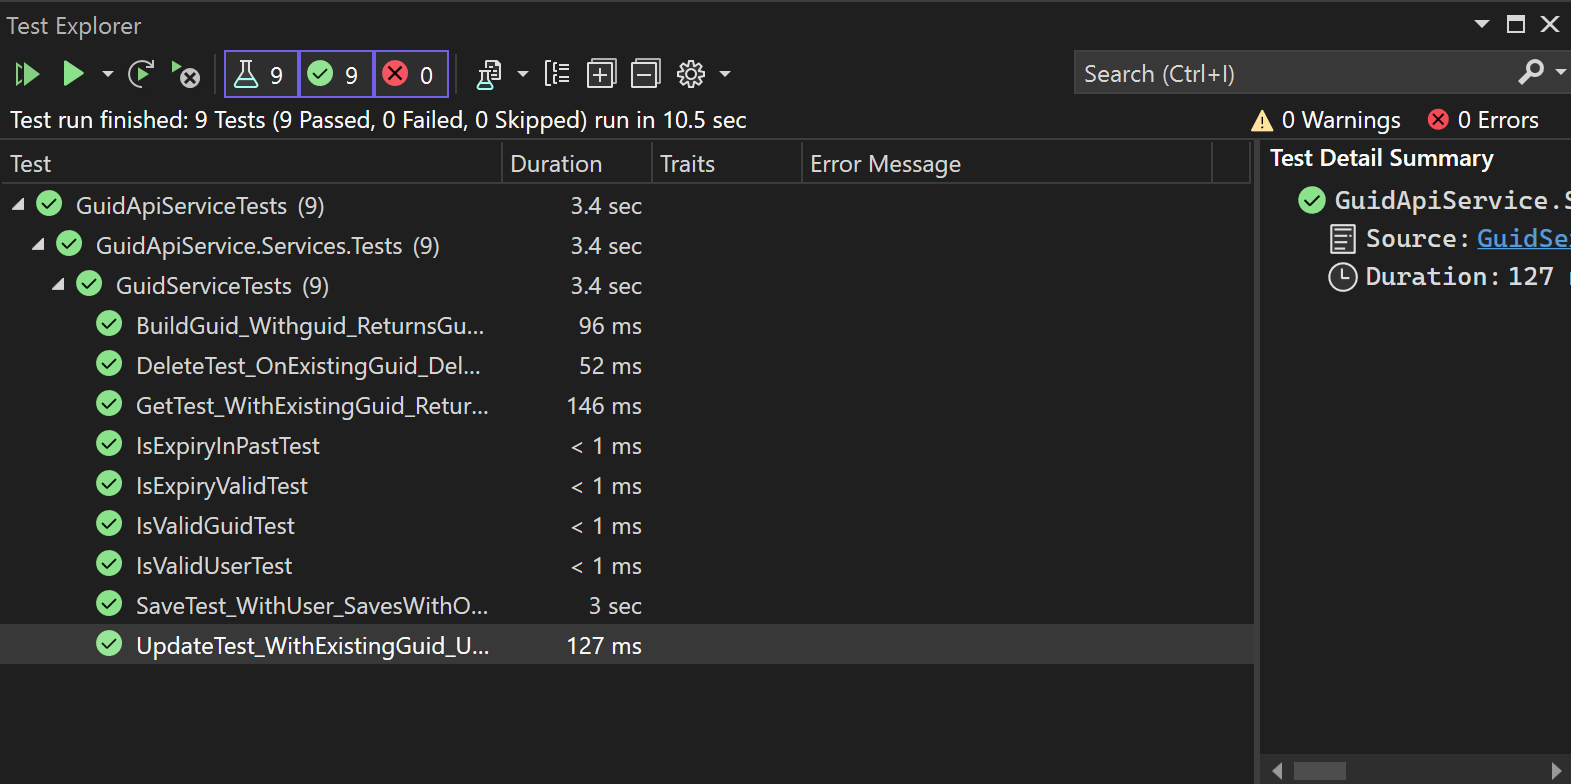 Test Explorer
9 9 0 Search (Ctrl+I)
Test run finished: 9 Tests (9 Passed, 0 Failed, 0 Skipped) run in 10.5 sec 0 Warnings 0 Errors
Test Duration Traits Error Message
GuidApiServiceTests (9) 3.4 sec
GuidApiService.Services.Tests (9) 3.4 sec
GuidServiceTests (9) 3.4 sec
BuildGuid_Withguid_ReturnsGu... 96 ms
DeleteTest_OnExistingGuid_Del... 52 ms
GetTest_WithExistingGuid_Retur... 146 ms
IsExpiryInPastTest < 1 ms
IsExpiryValidTest < 1 ms
IsValidGuidTest < 1 ms
IsValidUserTest < 1 ms
SaveTest_WithUser_SavesWithO... 3 sec
UpdateTest_WithExistingGuid_U... 127 ms
Test Detail Summary
GuidApiService.S
Source: GuidSe
Duration: 127